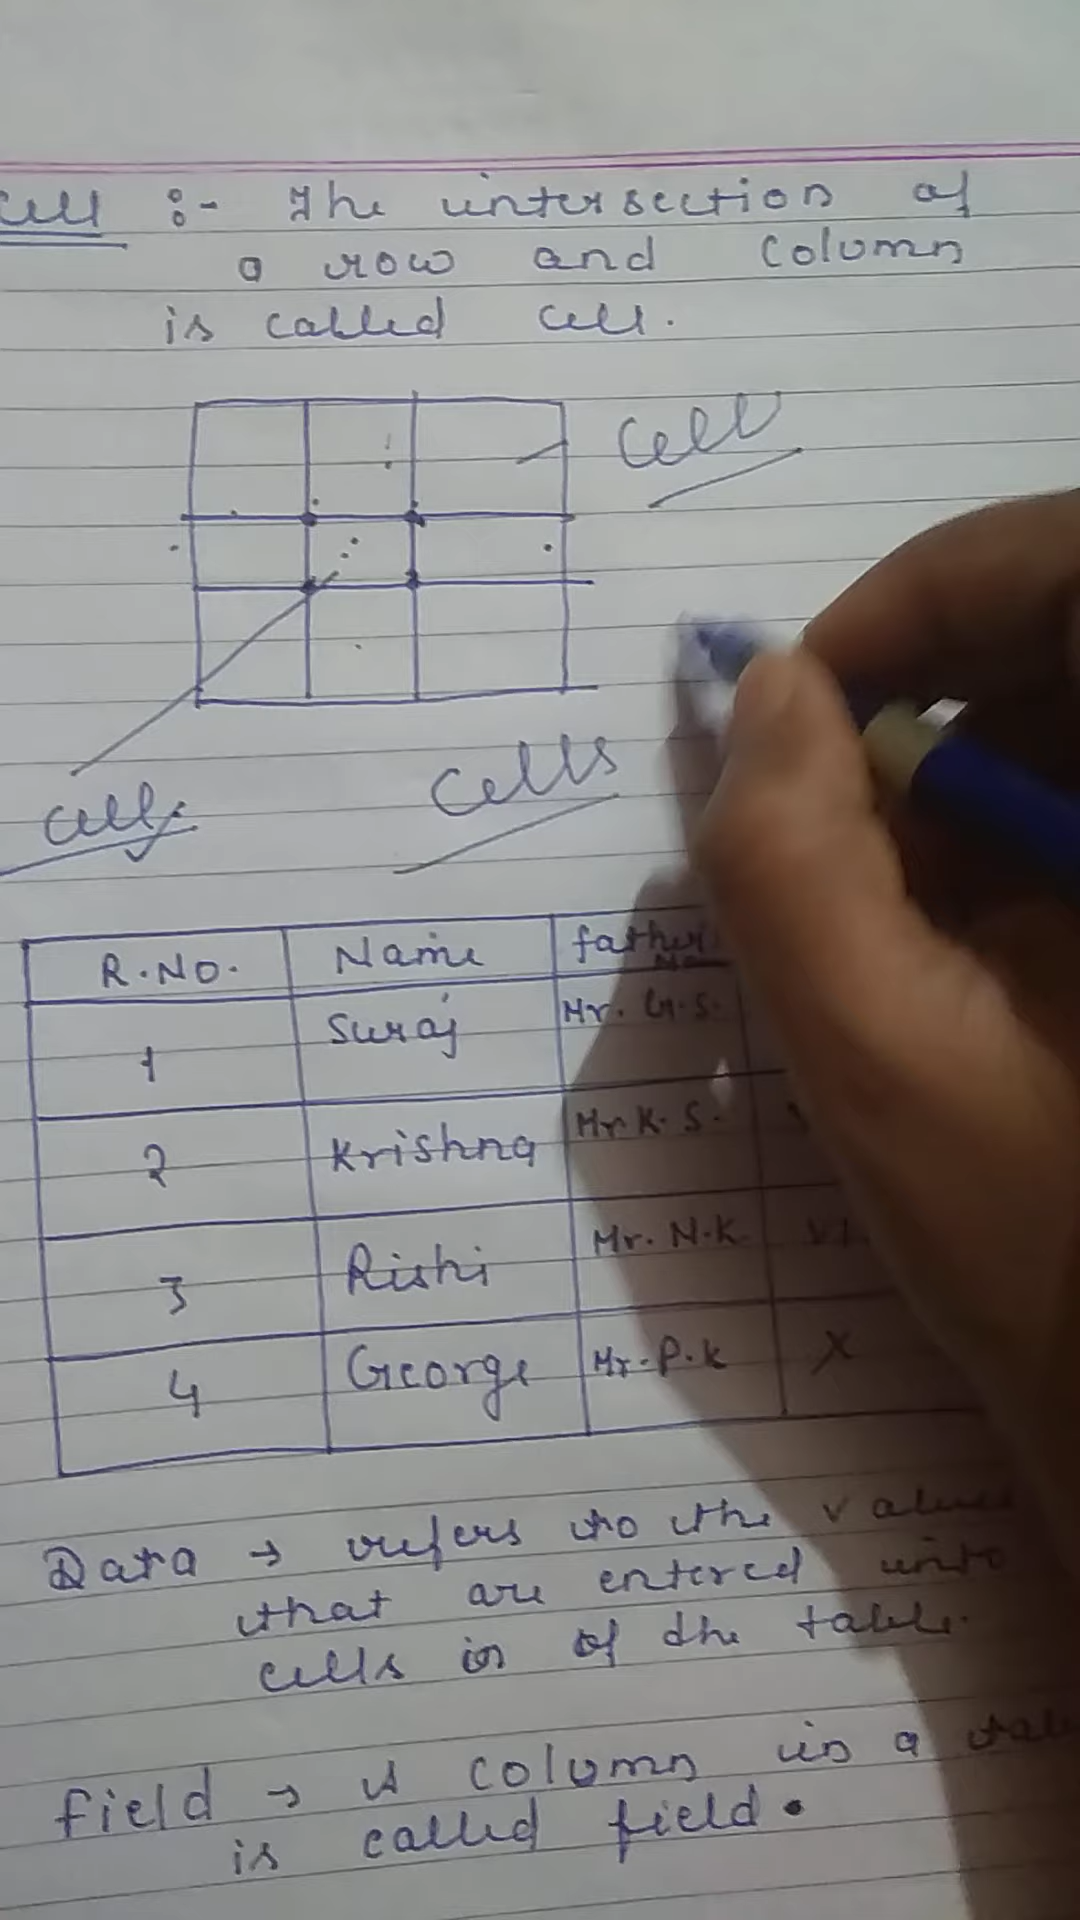 Cell :- The intersection of
a row and column
is called cell.
Cell
Cells
Cell
R.NO. Name father
1 Suraj Mr. G.S.
2 Krishna Mr. K. S.
3 Rishi Mr. N.K
4 George Mr. P.K X
Data → refers to the values
that are entered into
cells in of the table.
field → A column in a
is called field.